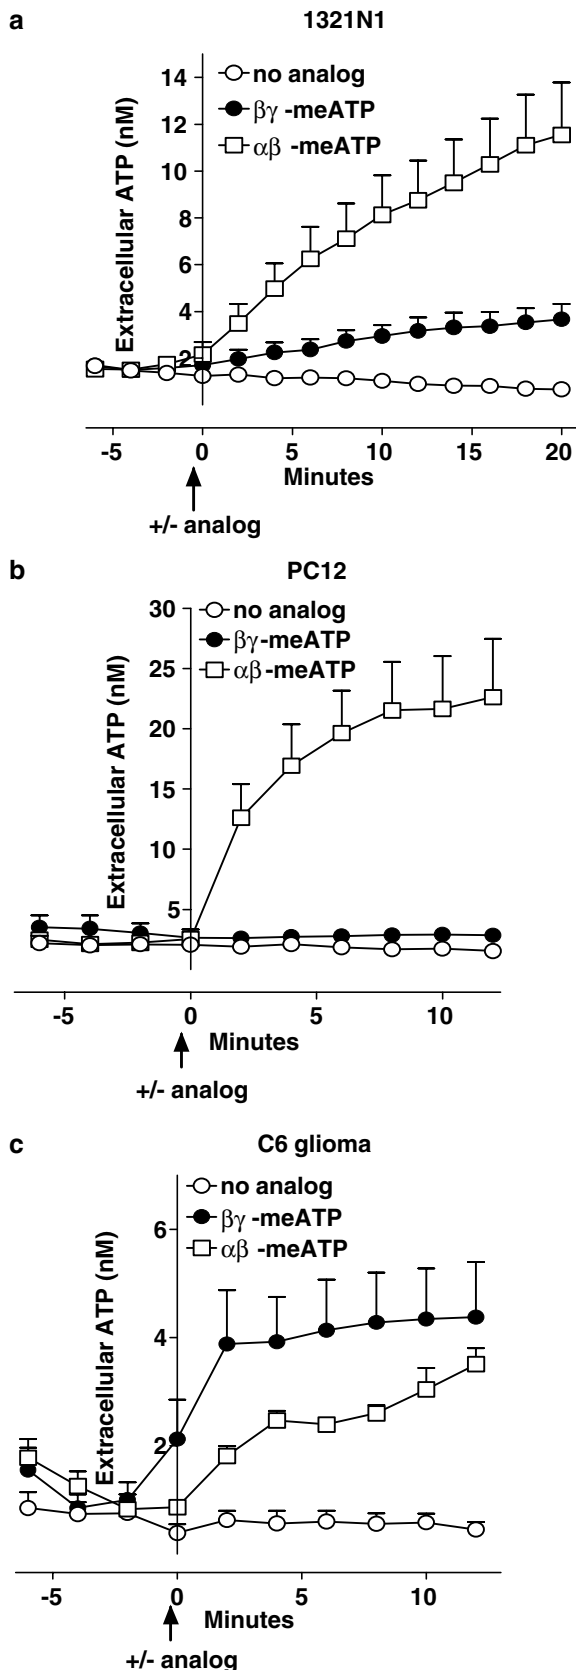 a
1321N1
no analog
βγ -meATP
αβ -meATP
Extracellular ATP (nM)
14
12
10
8
6
4
2
-5 0 5 10 15 20
Minutes
+/- analog
b
PC12
no analog
βγ-meATP
αβ-meATP
Extracellular ATP (nM)
30
25
20
15
10
5
-5 0 5 10
Minutes
+/- analog
c
C6 glioma
no analog
βγ -meATP
αβ -meATP
Extracellular ATP (nM)
6
4
2
-5 0 5 10
Minutes
+/- analog